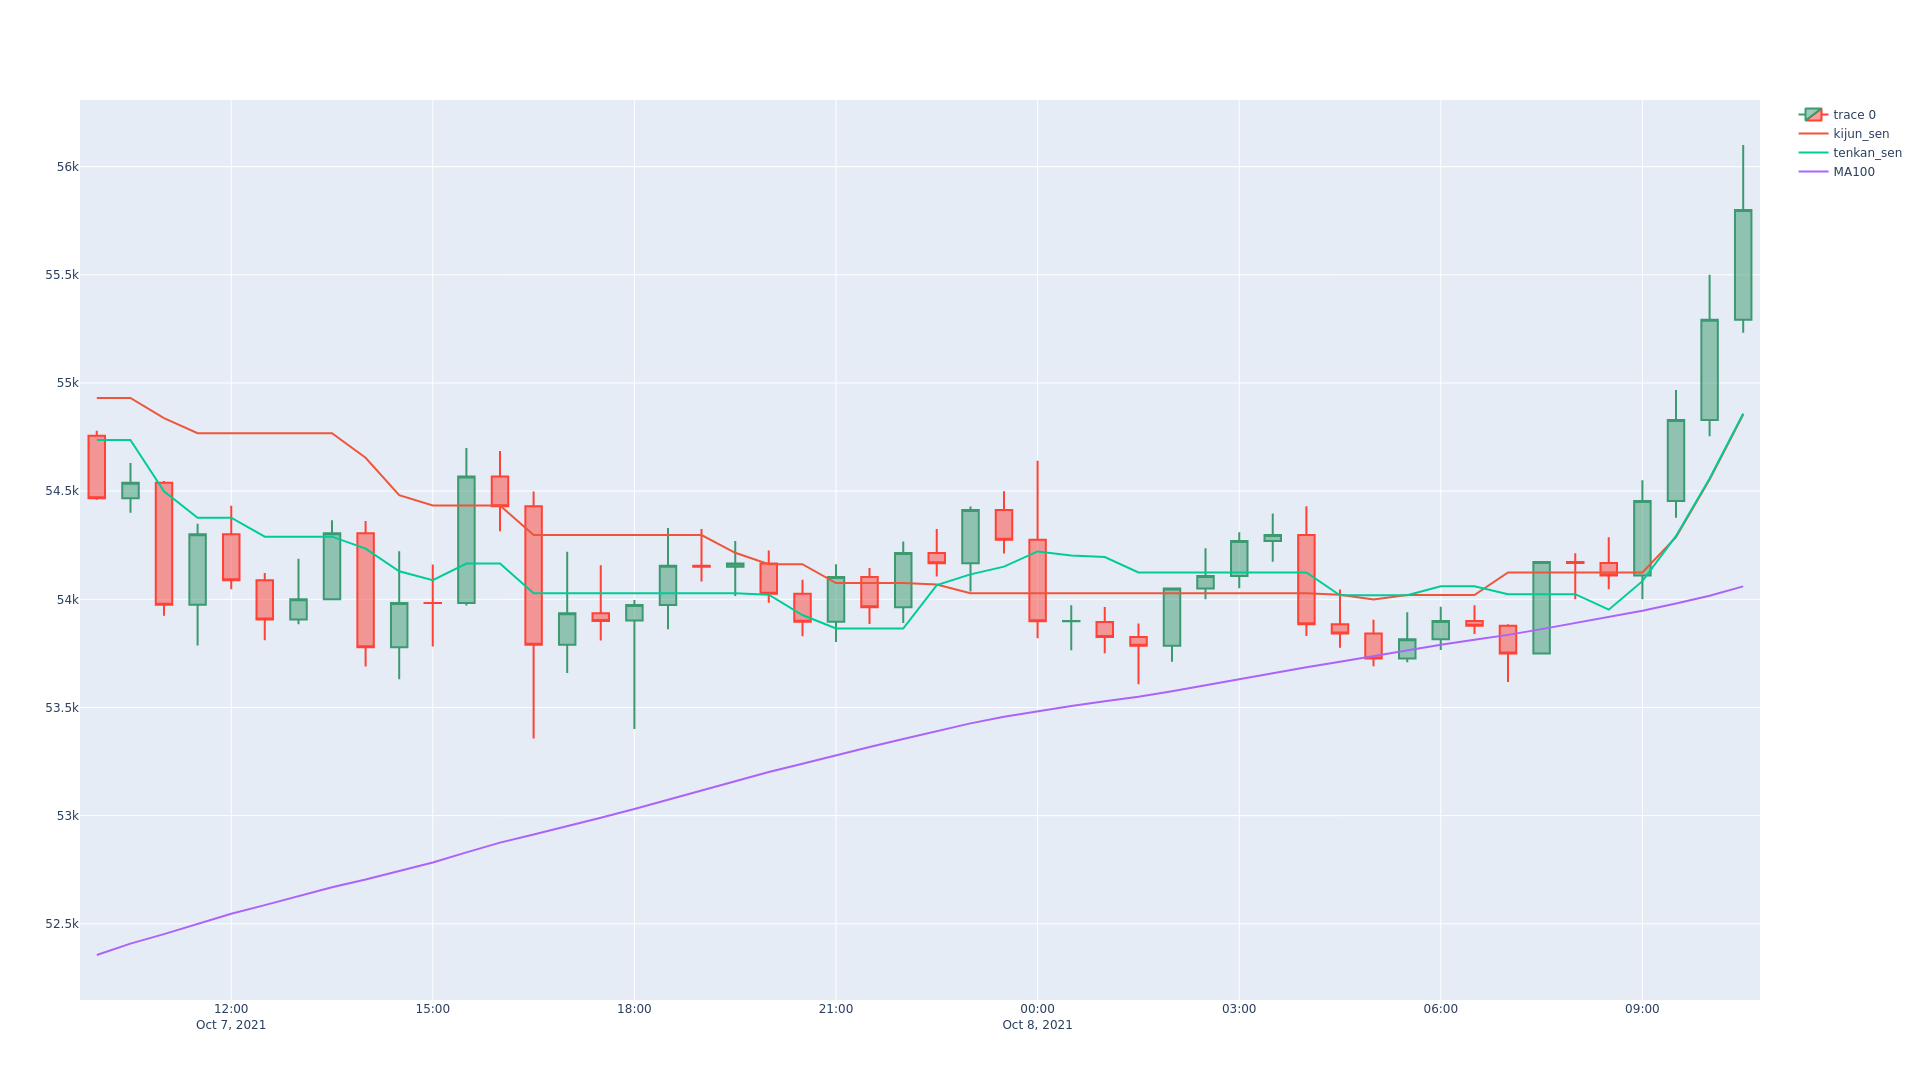 trace 0
kijun_sen
tenkan_sen
MA100
56k
55.5k
55k
54.5k
54k
53.5k
53k
52.5k
12:00 15:00 18:00 21:00 00:00 03:00 06:00 09:00
Oct 7, 2021 Oct 8, 2021